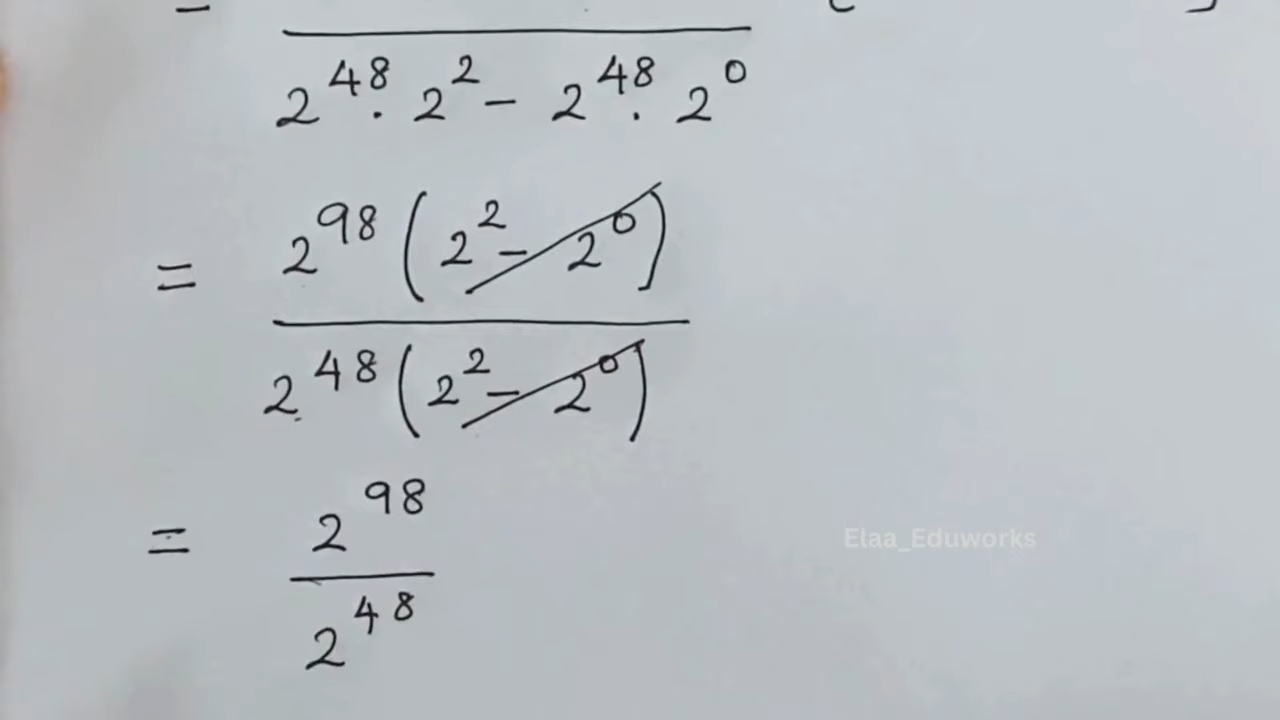 2^48 . 2^2 - 2^48 . 2^0
= 2^98 (2^2 - 2^0)
2^48 (2^2 - 2^0)
= 2^98
Elaa_Eduworks
2^48